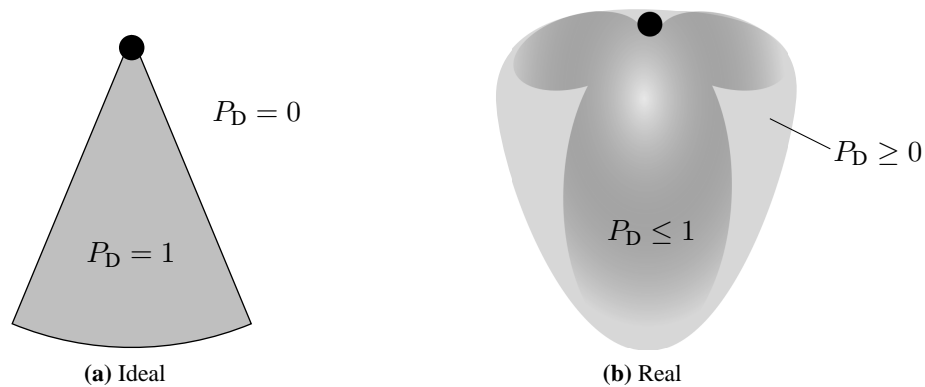 P_D = 0
P_D ≥ 0
P_D = 1
P_D ≤ 1
(a) Ideal
(b) Real